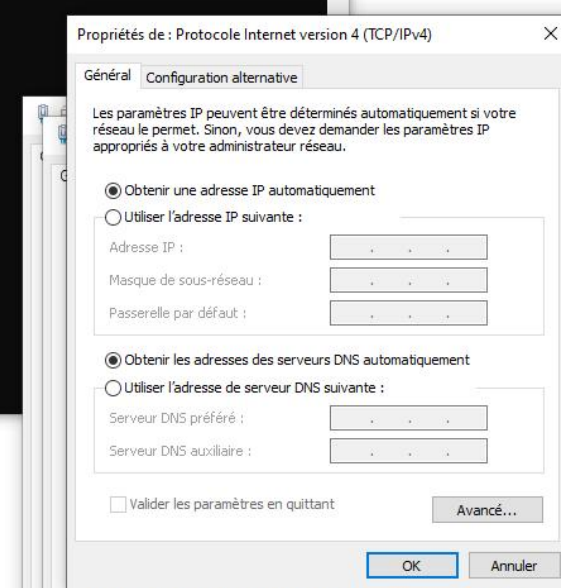 Propriétés de : Protocole Internet version 4 (TCP/IPv4)
Général
Configuration alternative
Les paramètres IP peuvent être déterminés automatiquement si votre
réseau le permet. Sinon, vous devez demander les paramètres IP
appropriés à votre administrateur réseau.
Obtenir une adresse IP automatiquement
Utiliser l'adresse IP suivante :
Adresse IP :
Masque de sous-réseau :
Passerelle par défaut :
Obtenir les adresses des serveurs DNS automatiquement
Utiliser l'adresse de serveur DNS suivante :
Serveur DNS préféré :
Serveur DNS auxiliaire :
Valider les paramètres en quittant
Avancé...
OK
Annuler